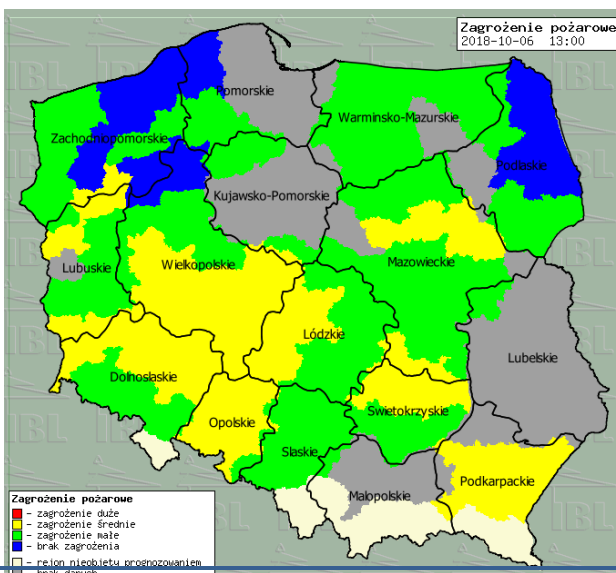 Zagrożenie pożarowe
2018-10-06 13:00
Pomorskie
Zachodniopomorskie
Warminsko-Mazurskie
Podlaskie
Kujawsko-Pomorskie
Lubuskie
Wielkopolskie
Mazowieckie
Lódzkie
Lubelskie
Dolnoslaskie
Opolskie
Swietokrzyskie
Slaskie
Malopolskie
Podkarpackie
Zagrożenie pożarowe
- zagrożenie duże
- zagrożenie średnie
- zagrożenie małe
- brak zagrożenia
- rejon nieobjęty prognozowaniem
- brak danych
IBL